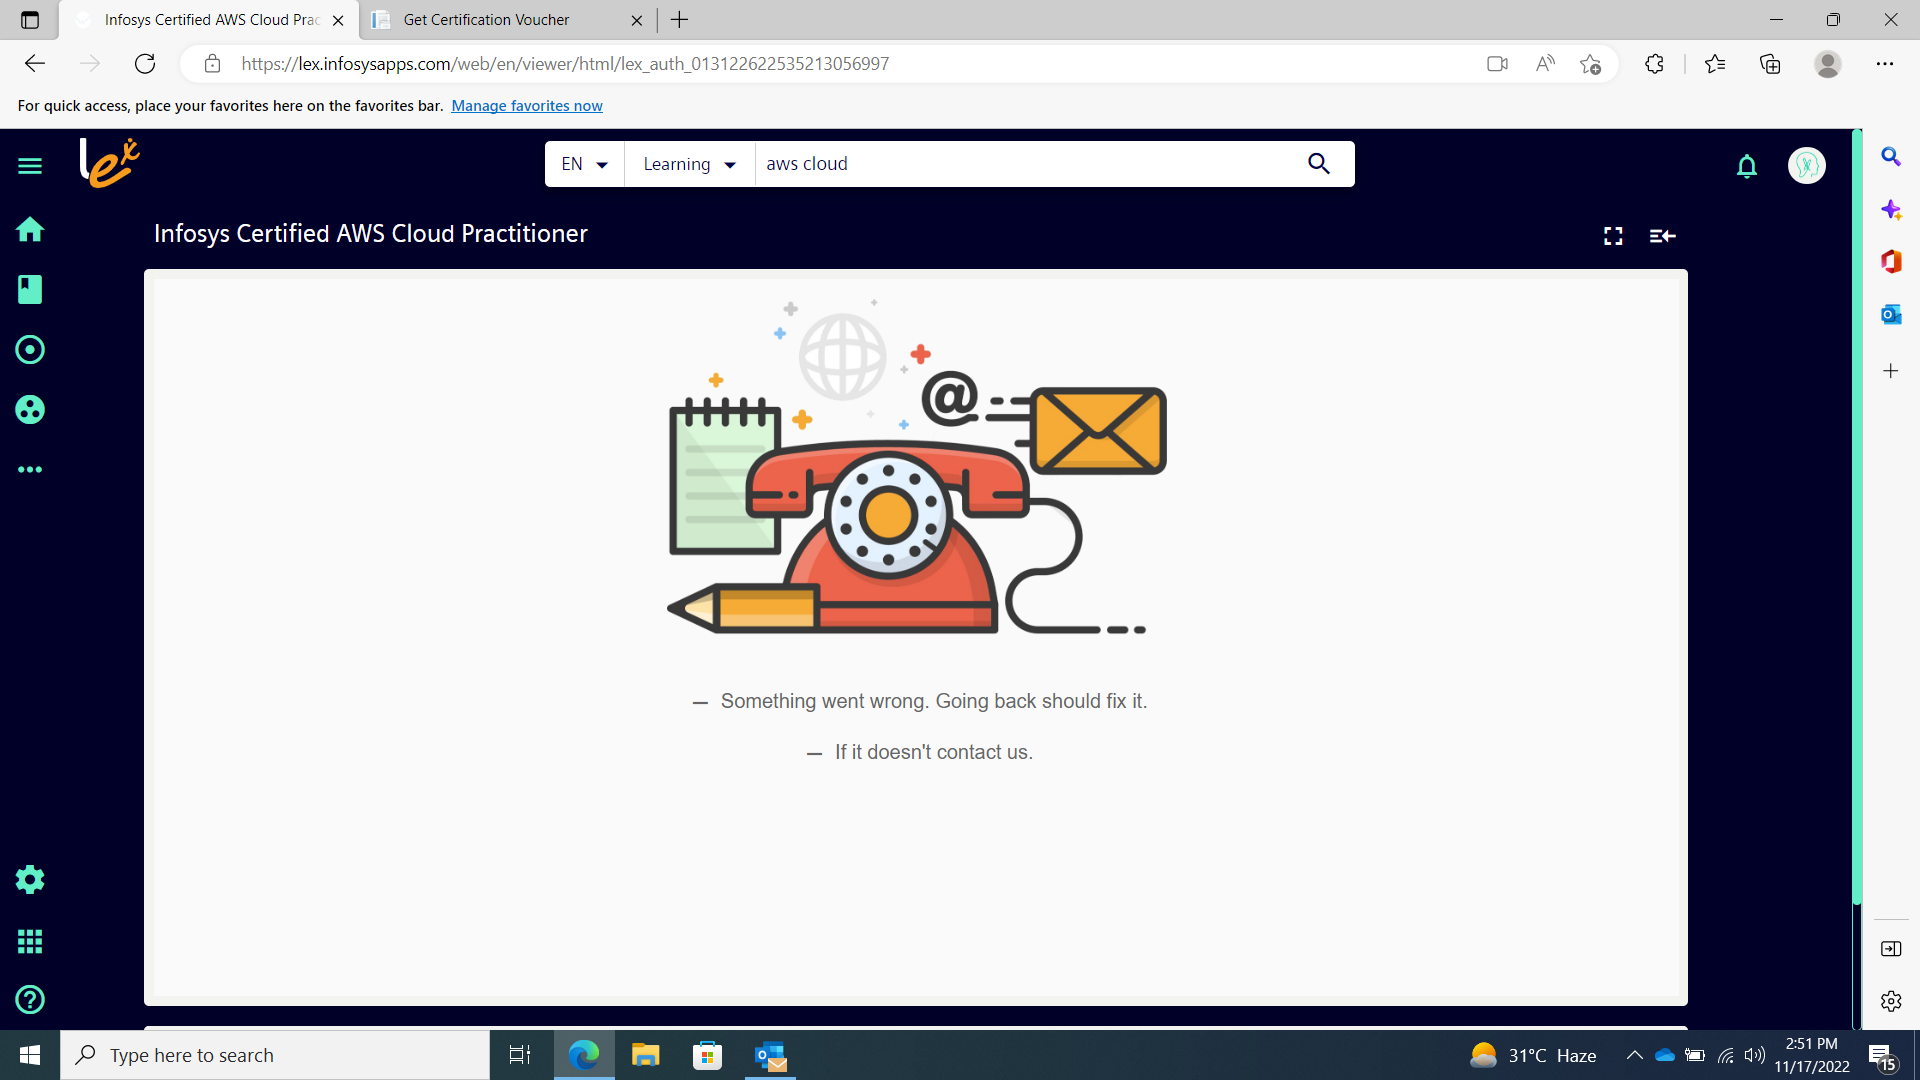 Infosys Certified AWS Cloud Prac
Get Certification Voucher
https://lex.infosysapps.com/web/en/viewer/html/lex_auth_013122622535213056997
For quick access, place your favorites here on the favorites bar. Manage favorites now
lex
EN
Learning
aws cloud
Infosys Certified AWS Cloud Practitioner
@
— Something went wrong. Going back should fix it.
— If it doesn't contact us.
Type here to search
31°C Haze
2:51 PM
11/17/2022
15